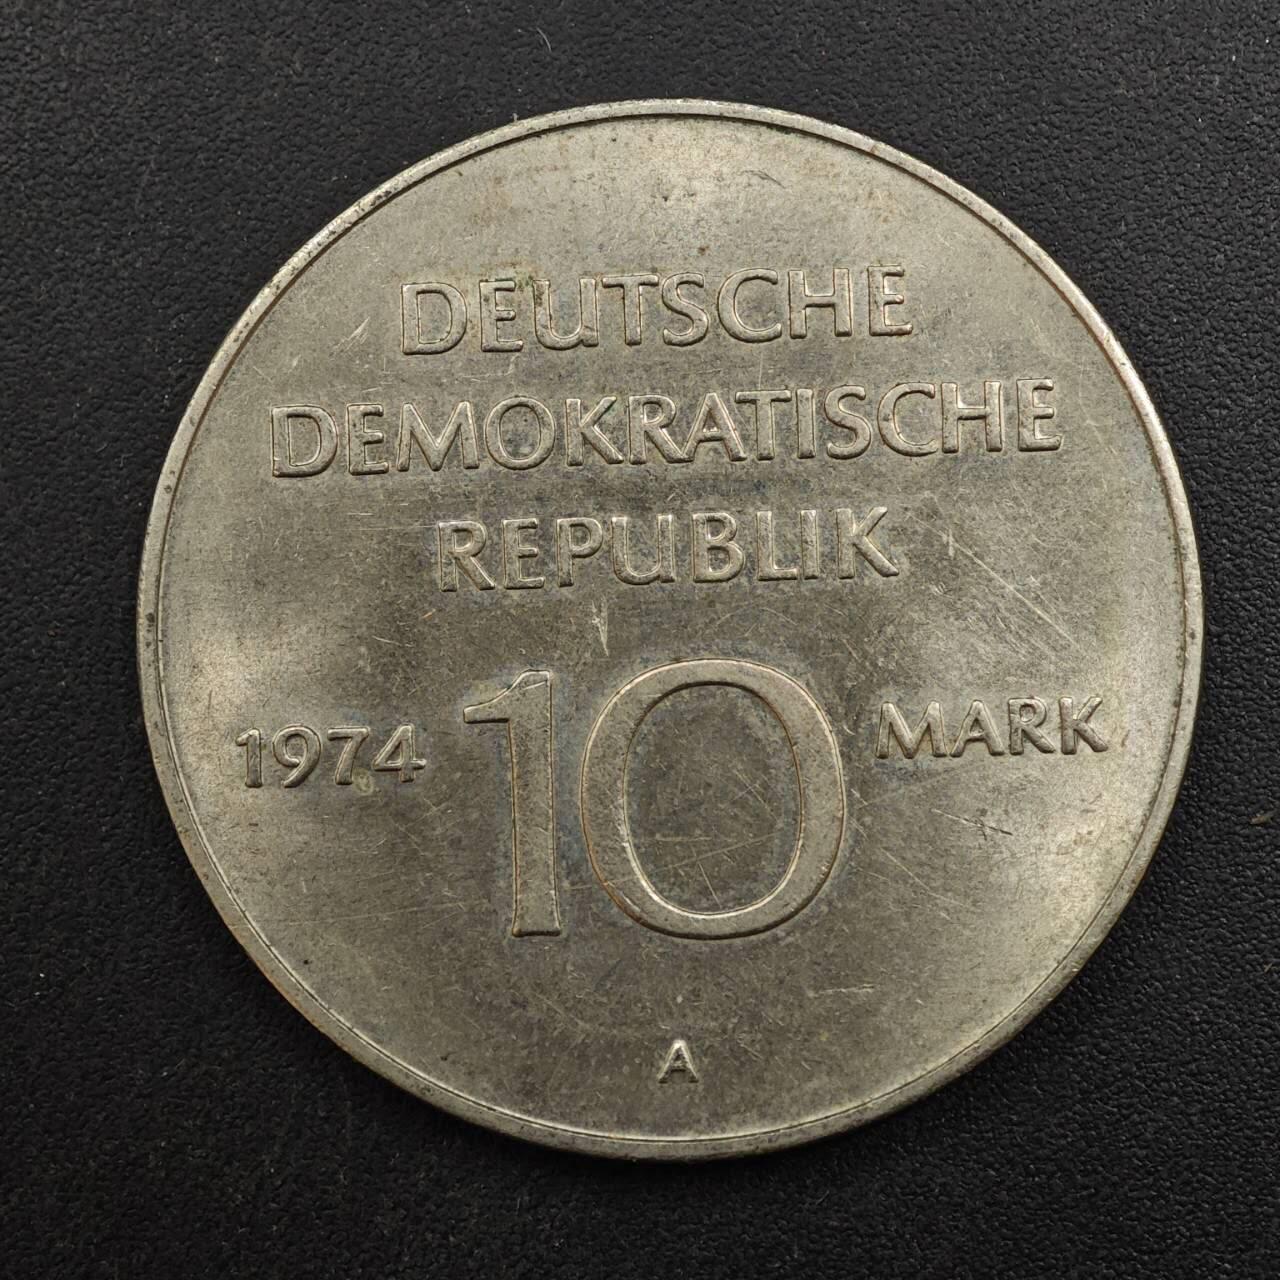 DEUTSCHE
DEMOKRATISCHE
REPUBLIK
1974 10 MARK
A